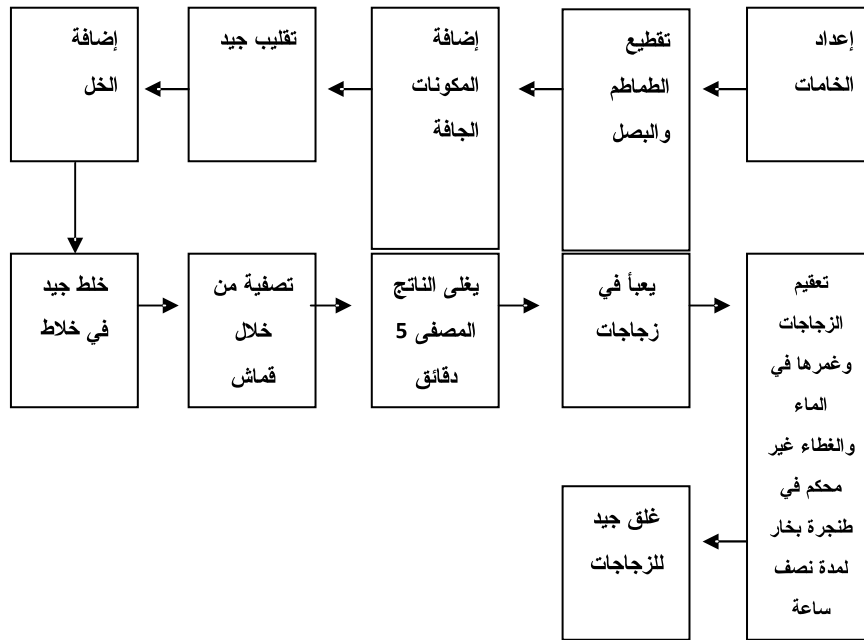 إعداد
الخامات
تقطيع
الطماطم
والبصل
إضافة
المكونات
الجافة
تقليب جيد
إضافة
الخل
خلط جيد
في خلاط
تصفية من
خلال
قماش
يغلى الناتج
المصفى 5
دقائق
يعبأ في
زجاجات
تعقيم
الزجاجات
وغمرها في
الماء
والغطاء غير
محكم في
طنجرة بخار
لمدة نصف
ساعة
غلق جيد
للزجاجات